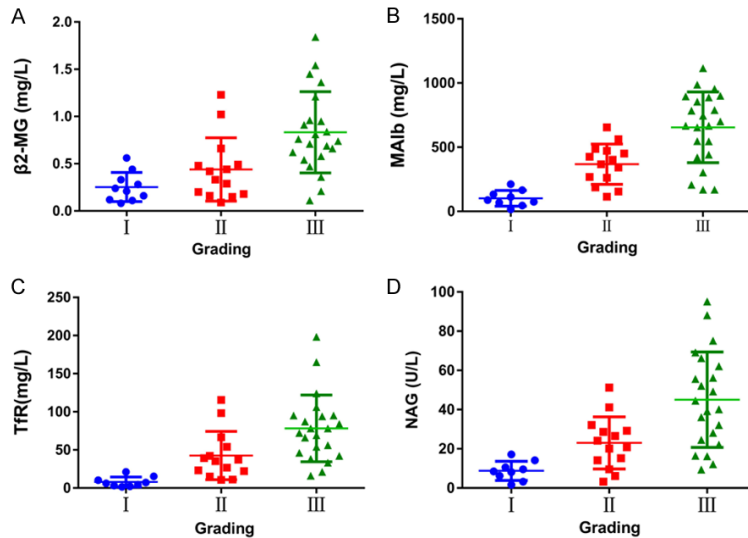 A
β2-MG (mg/L)
2.0
1.5
1.0
0.5
0.0
I II III
Grading
B
MAlb (mg/L)
1500
1000
500
0
I II III
Grading
C
TfR(mg/L)
250
200
150
100
50
0
I II III
Grading
D
NAG (U/L)
100
80
60
40
20
0
I II III
Grading